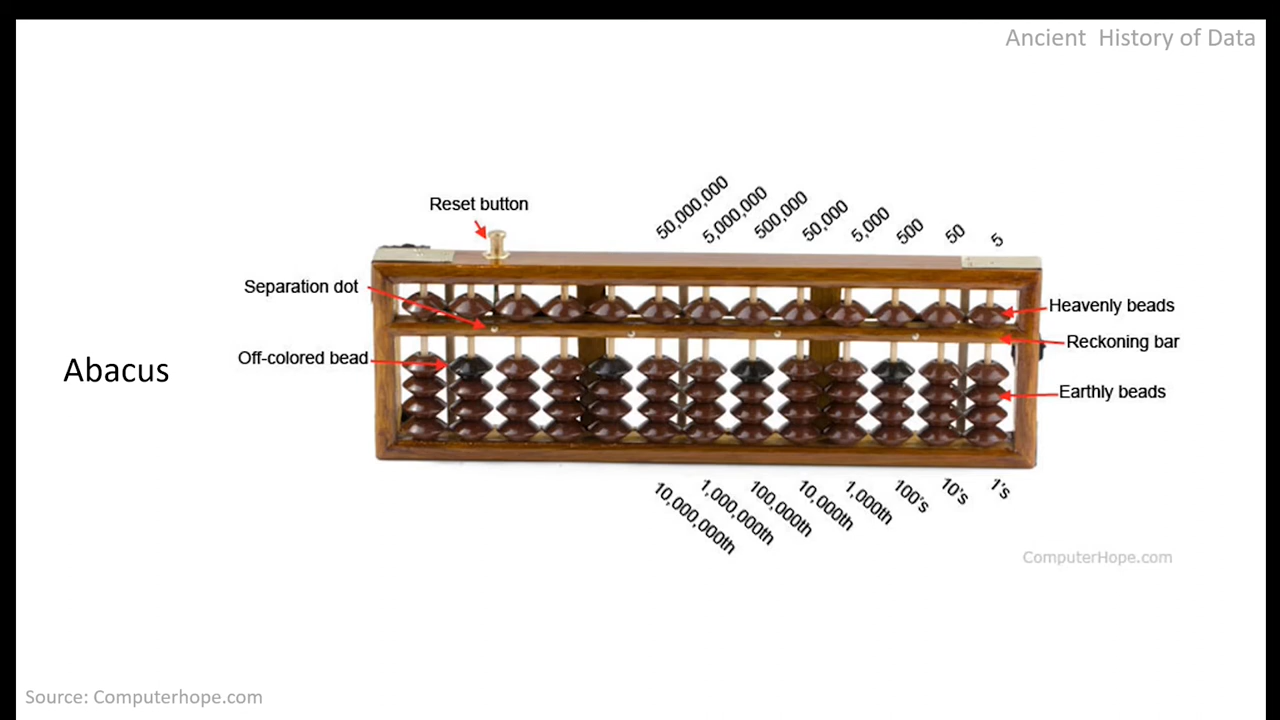 Ancient  History of Data
50,000,000
5,000,000
500,000
50,000
5,000
500
50
5
Reset button
Separation dot
Heavenly beads
Reckoning bar
Off-colored bead
Abacus
Earthly beads
10,000,000th
1,000,000th
100,000th
10,000th
1,000th
100's
10's
1's
ComputerHope.com
Source: Computerhope.com